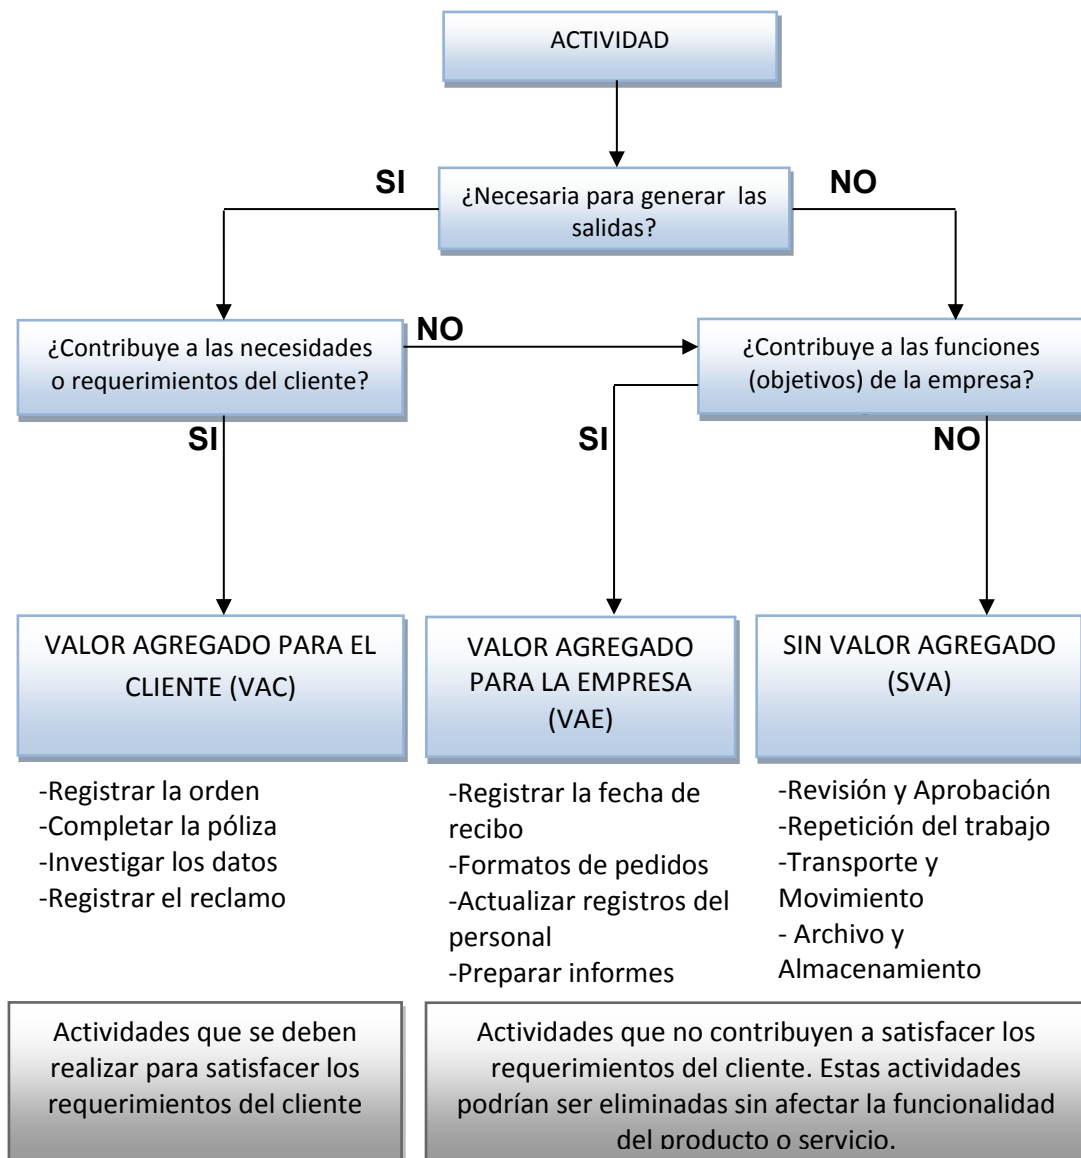 ACTIVIDAD
SI
¿Necesaria para generar las
salidas?
NO
¿Contribuye a las necesidades
o requerimientos del cliente?
NO
¿Contribuye a las funciones
(objetivos) de la empresa?
SI
SI
NO
VALOR AGREGADO PARA EL
CLIENTE (VAC)
VALOR AGREGADO
PARA LA EMPRESA
(VAE)
SIN VALOR AGREGADO
(SVA)
-Registrar la orden
-Completar la póliza
-Investigar los datos
-Registrar el reclamo
-Registrar la fecha de
recibo
-Formatos de pedidos
-Actualizar registros del
personal
-Preparar informes
-Revisión y Aprobación
-Repetición del trabajo
-Transporte y
Movimiento
- Archivo y
Almacenamiento
Actividades que se deben
realizar para satisfacer los
requerimientos del cliente
Actividades que no contribuyen a satisfacer los
requerimientos del cliente. Estas actividades
podrían ser eliminadas sin afectar la funcionalidad
del producto o servicio.